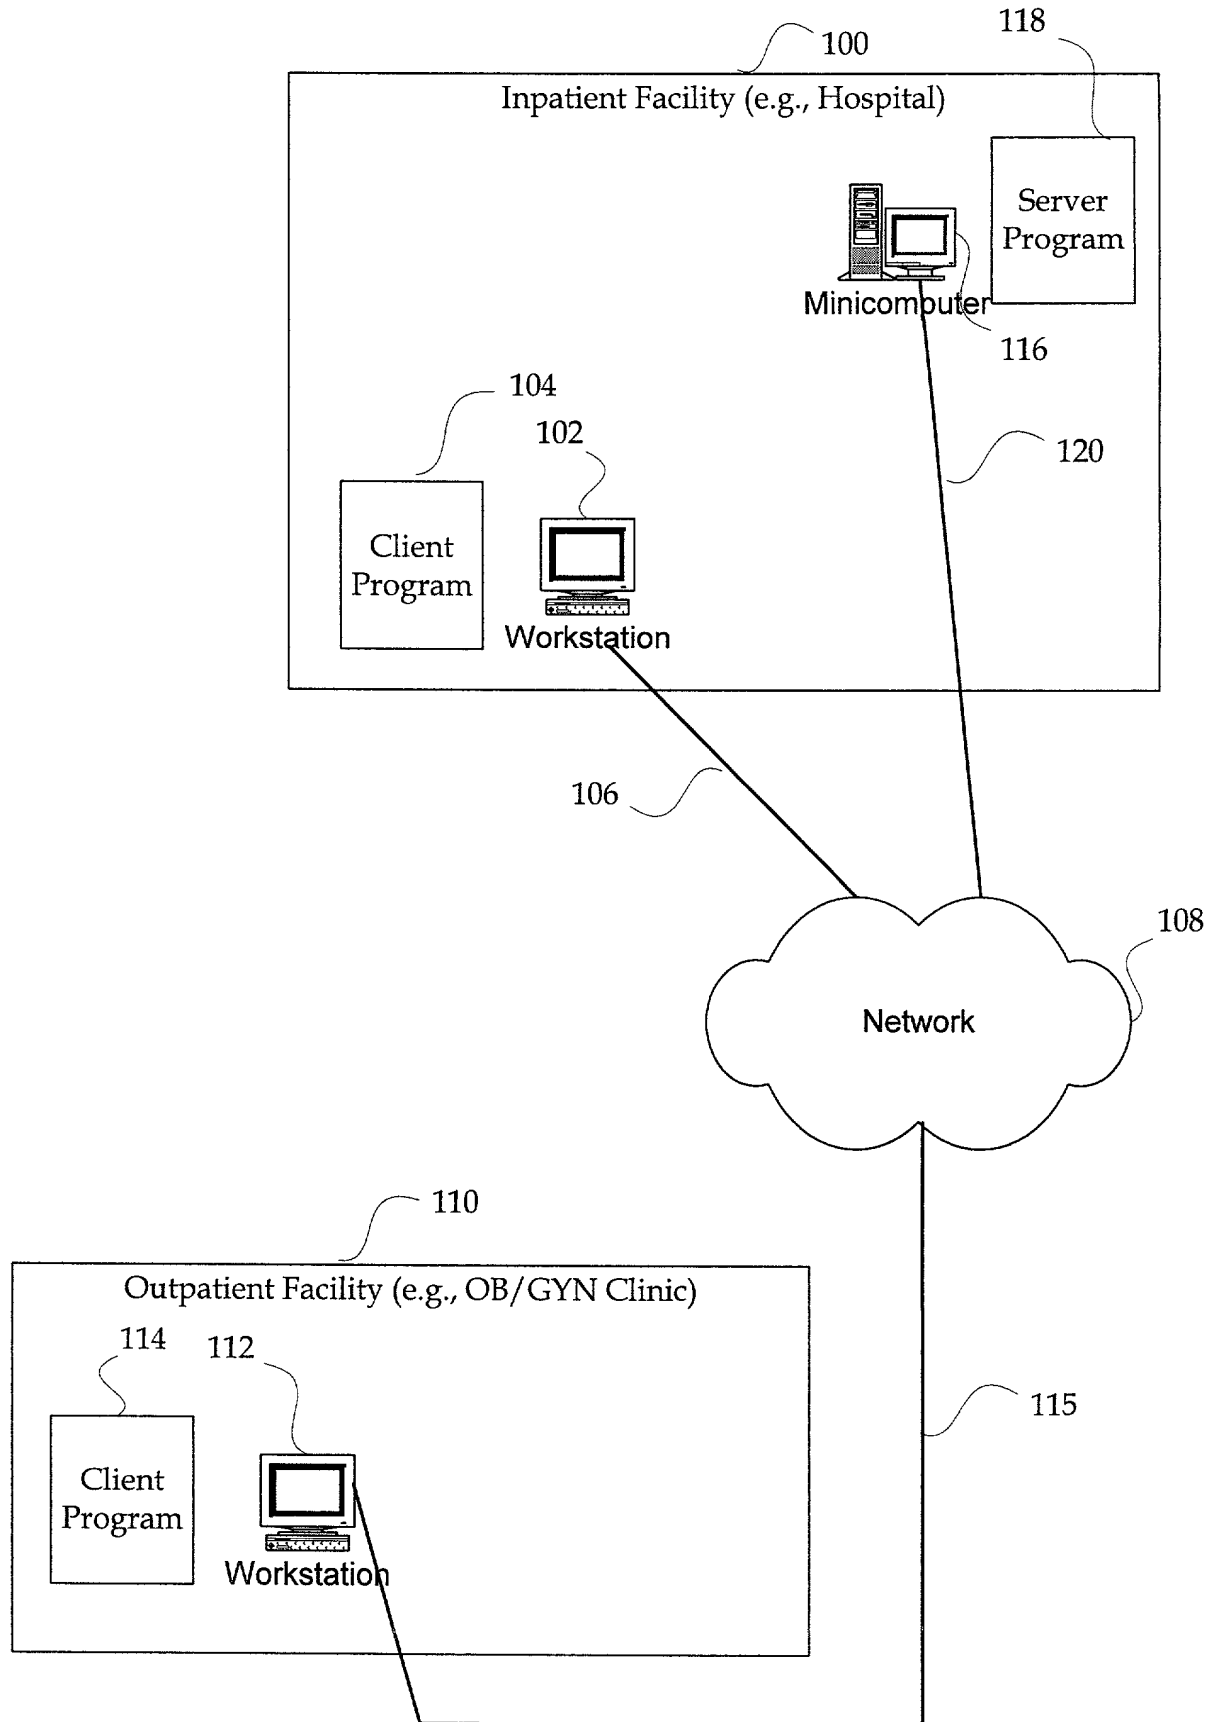 118
100
Inpatient Facility (e.g., Hospital)
Server
Program
Minicomputer
116
104
102
120
Client
Program
Workstation
106
108
Network
110
Outpatient Facility (e.g., OB/GYN Clinic)
114
112
115
Client
Program
Workstation